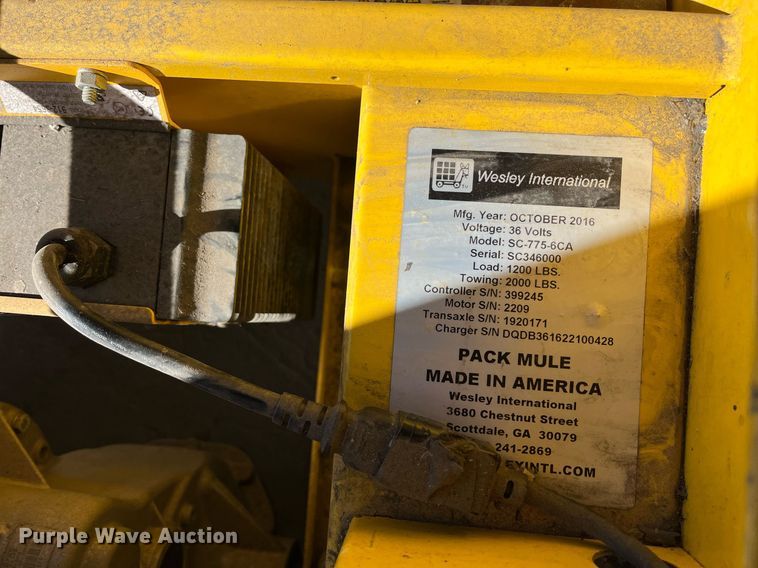 Wesley International
Mfg. Year: OCTOBER 2016
Voltage: 36 Volts
Model: SC-775-6CA
Serial: SC346000
Load: 1200 LBS.
Towing: 2000 LBS.
Controller S/N: 399245
Motor S/N: 2209
Transaxle S/N: 1920171
Charger S/N DQDB361622100428
PACK MULE
MADE IN AMERICA
Wesley International
3680 Chestnut Street
Scottdale, GA 30079
241-2869
EYINTL.COM
Purple Wave Auction